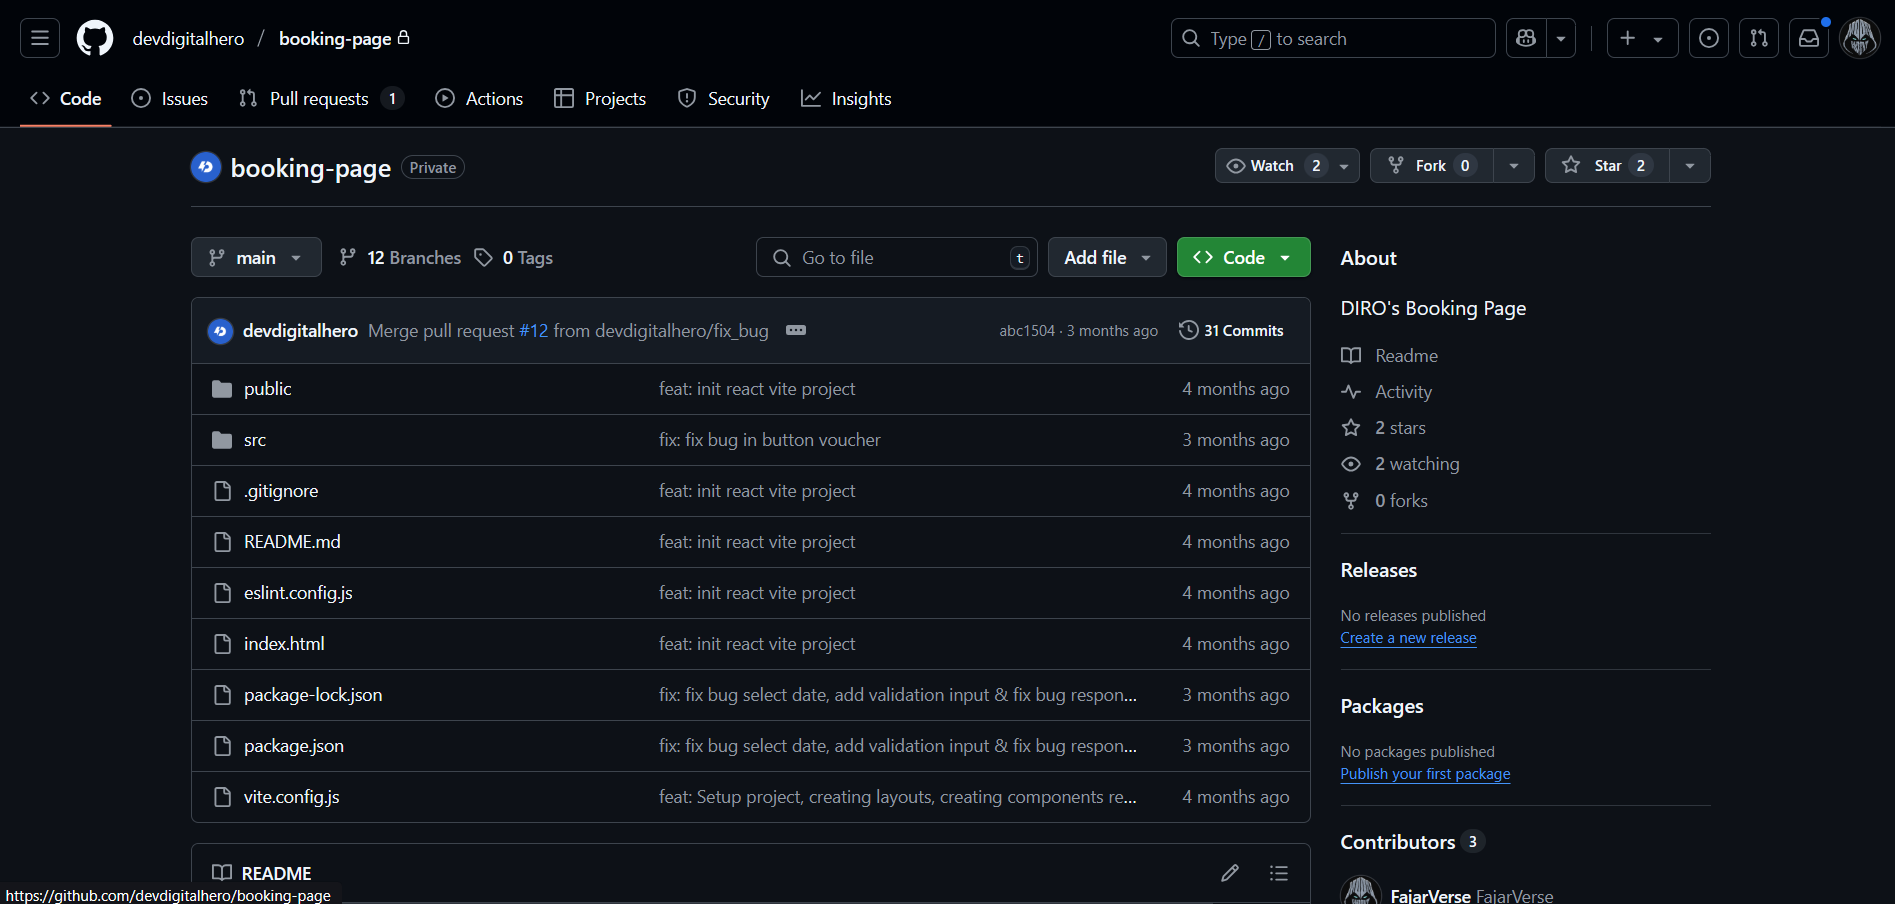 devdigitalhero / booking-page
Type / to search
Code Issues Pull requests 1 Actions Projects Security Insights
booking-page Private
Watch 2 Fork 0 Star 2
main 12 Branches 0 Tags
Go to file t Add file Code
devdigitalhero Merge pull request #12 from devdigitalhero/fix_bug abc1504 · 3 months ago 31 Commits
public feat: init react vite project 4 months ago
src fix: fix bug in button voucher 3 months ago
.gitignore feat: init react vite project 4 months ago
README.md feat: init react vite project 4 months ago
eslint.config.js feat: init react vite project 4 months ago
index.html feat: init react vite project 4 months ago
package-lock.json fix: fix bug select date, add validation input & fix bug respon... 3 months ago
package.json fix: fix bug select date, add validation input & fix bug respon... 3 months ago
vite.config.js feat: Setup project, creating layouts, creating components re... 4 months ago
README
About
DIRO's Booking Page
Readme
Activity
2 stars
2 watching
0 forks
Releases
No releases published
Create a new release
Packages
No packages published
Publish your first package
Contributors 3
FajarVerse FajarVerse
https://github.com/devdigitalhero/booking-page